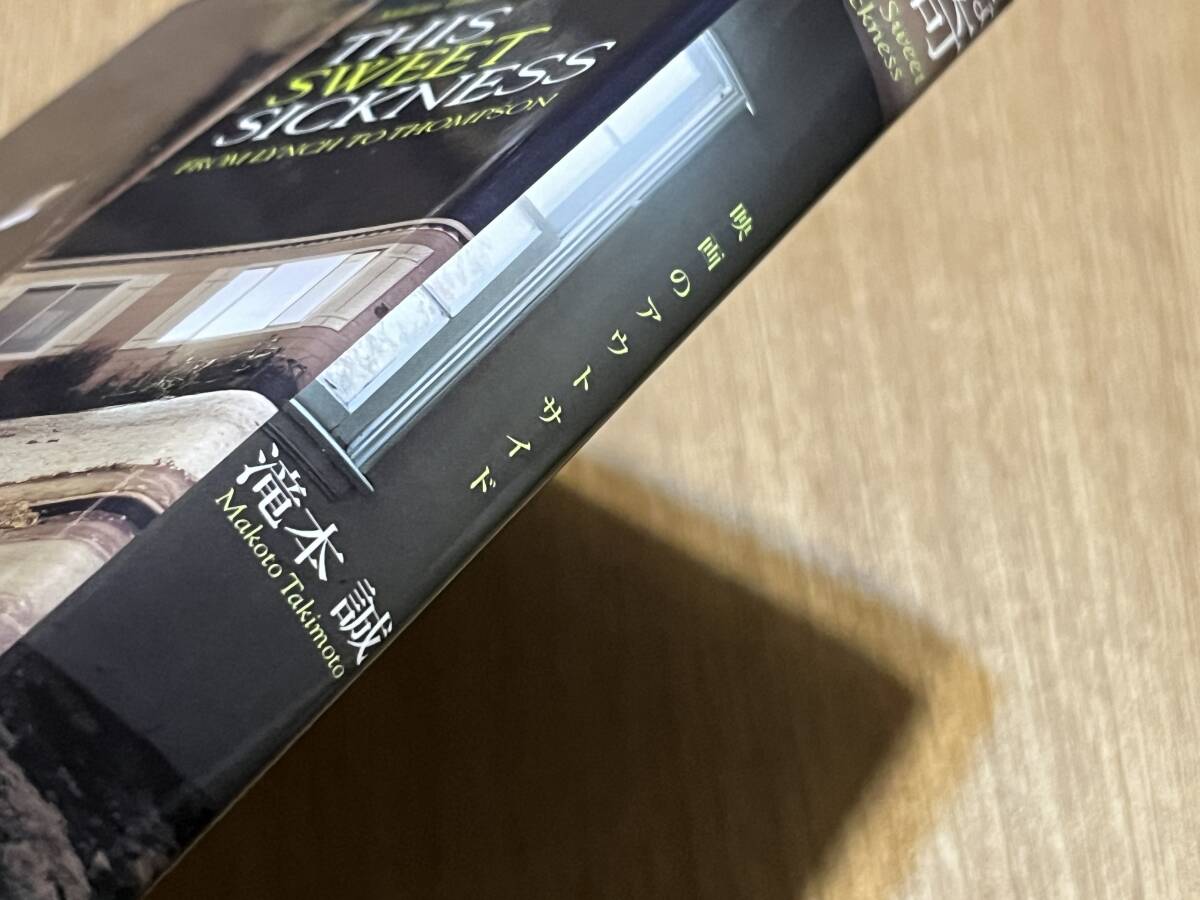 THIS
SWEET
SICKNESS
FROM LYNCH TO THOMPSON
Sweet
映画のアウトサイド
滝本 誠
Makoto Takimoto